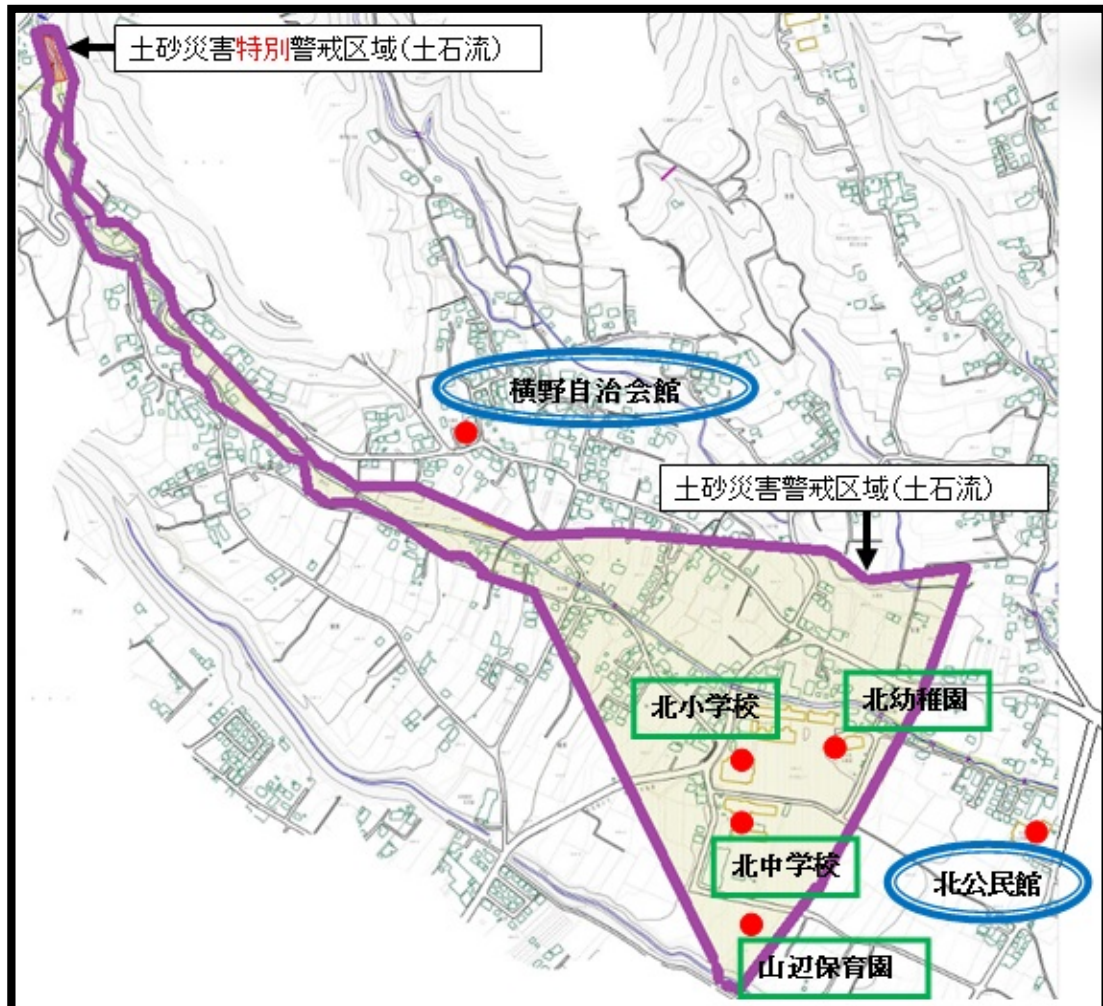 土砂災害特別警戒区域(土石流)
横野自治会館
土砂災害警戒区域(土石流)
北小学校
北幼稚園
北中学校
北公民館
山辺保育園